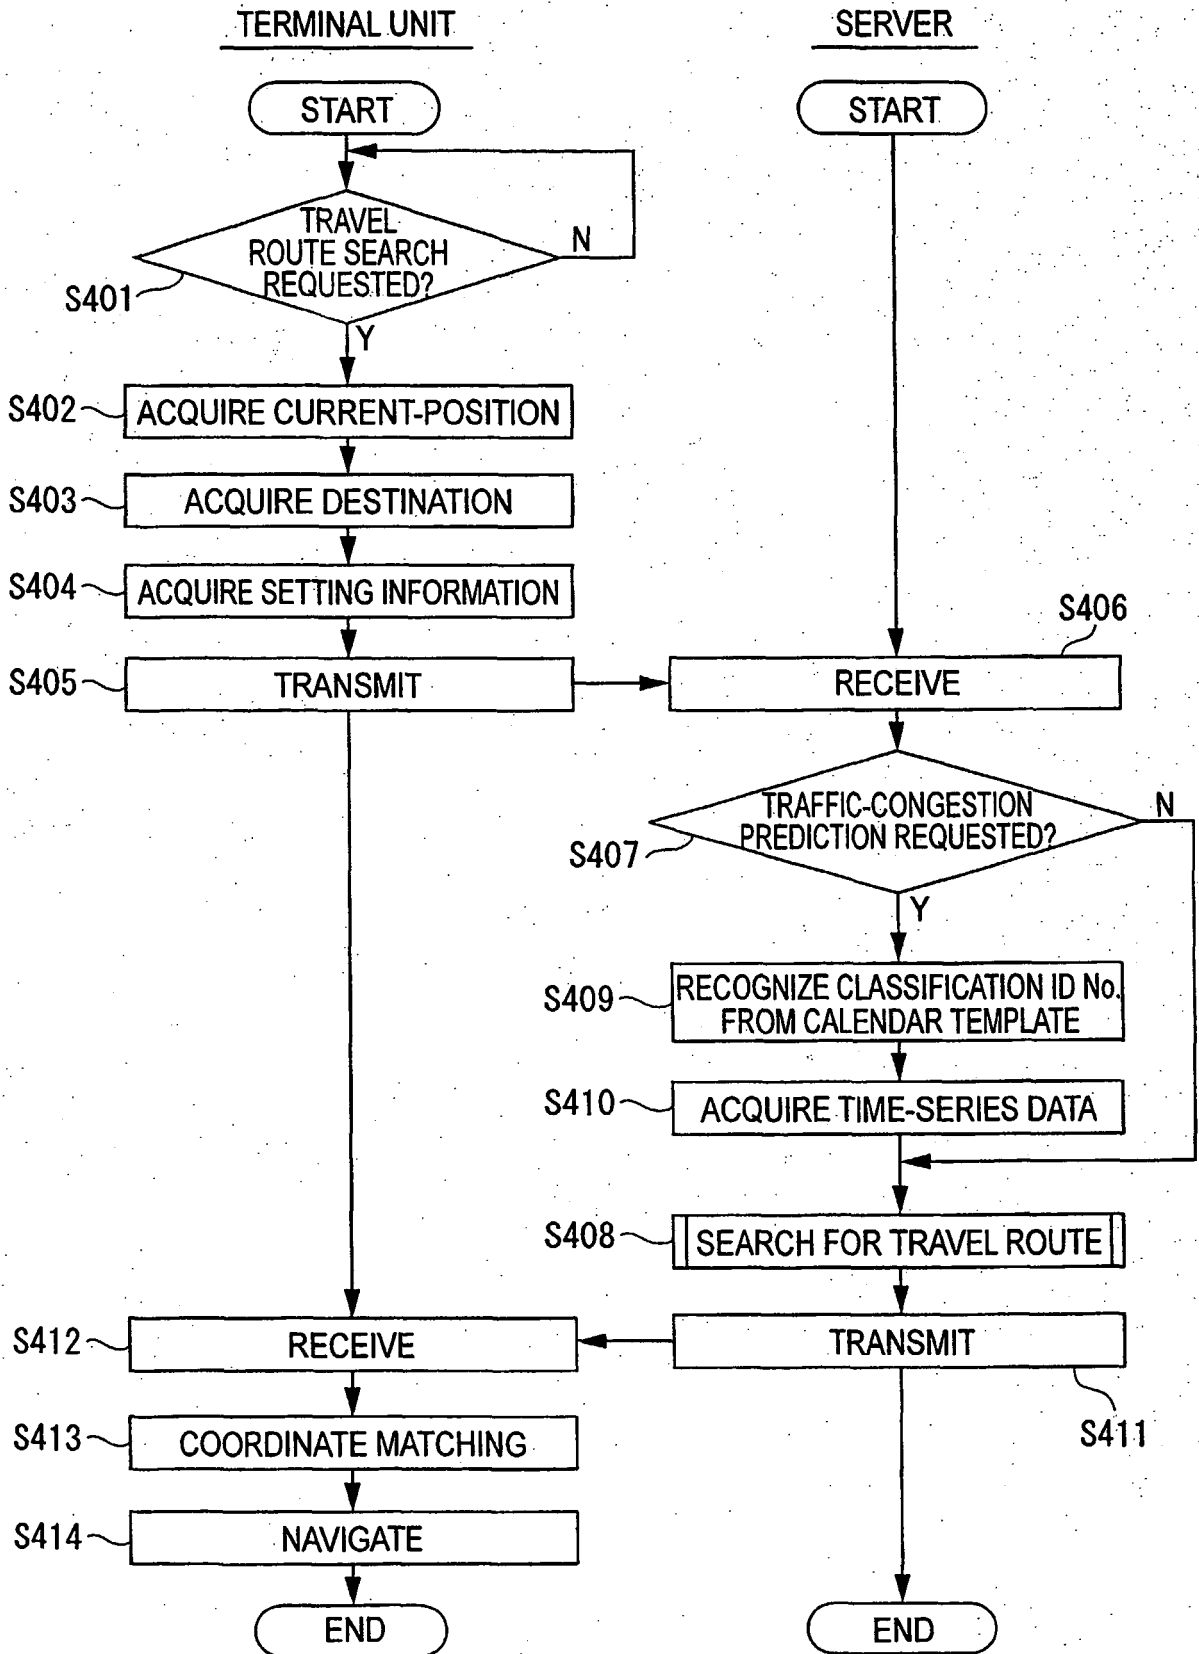 TERMINAL UNIT
SERVER
START
START
TRAVEL
ROUTE SEARCH
REQUESTED?
N
S401
Y
S402
ACQUIRE CURRENT-POSITION
S403
ACQUIRE DESTINATION
S404
ACQUIRE SETTING INFORMATION
S405
TRANSMIT
S406
RECEIVE
TRAFFIC-CONGESTION
PREDICTION REQUESTED?
N
S407
Y
S409
RECOGNIZE CLASSIFICATION ID No.
FROM CALENDAR TEMPLATE
S410
ACQUIRE TIME-SERIES DATA
S408
SEARCH FOR TRAVEL ROUTE
S412
RECEIVE
TRANSMIT
S411
S413
COORDINATE MATCHING
S414
NAVIGATE
END
END